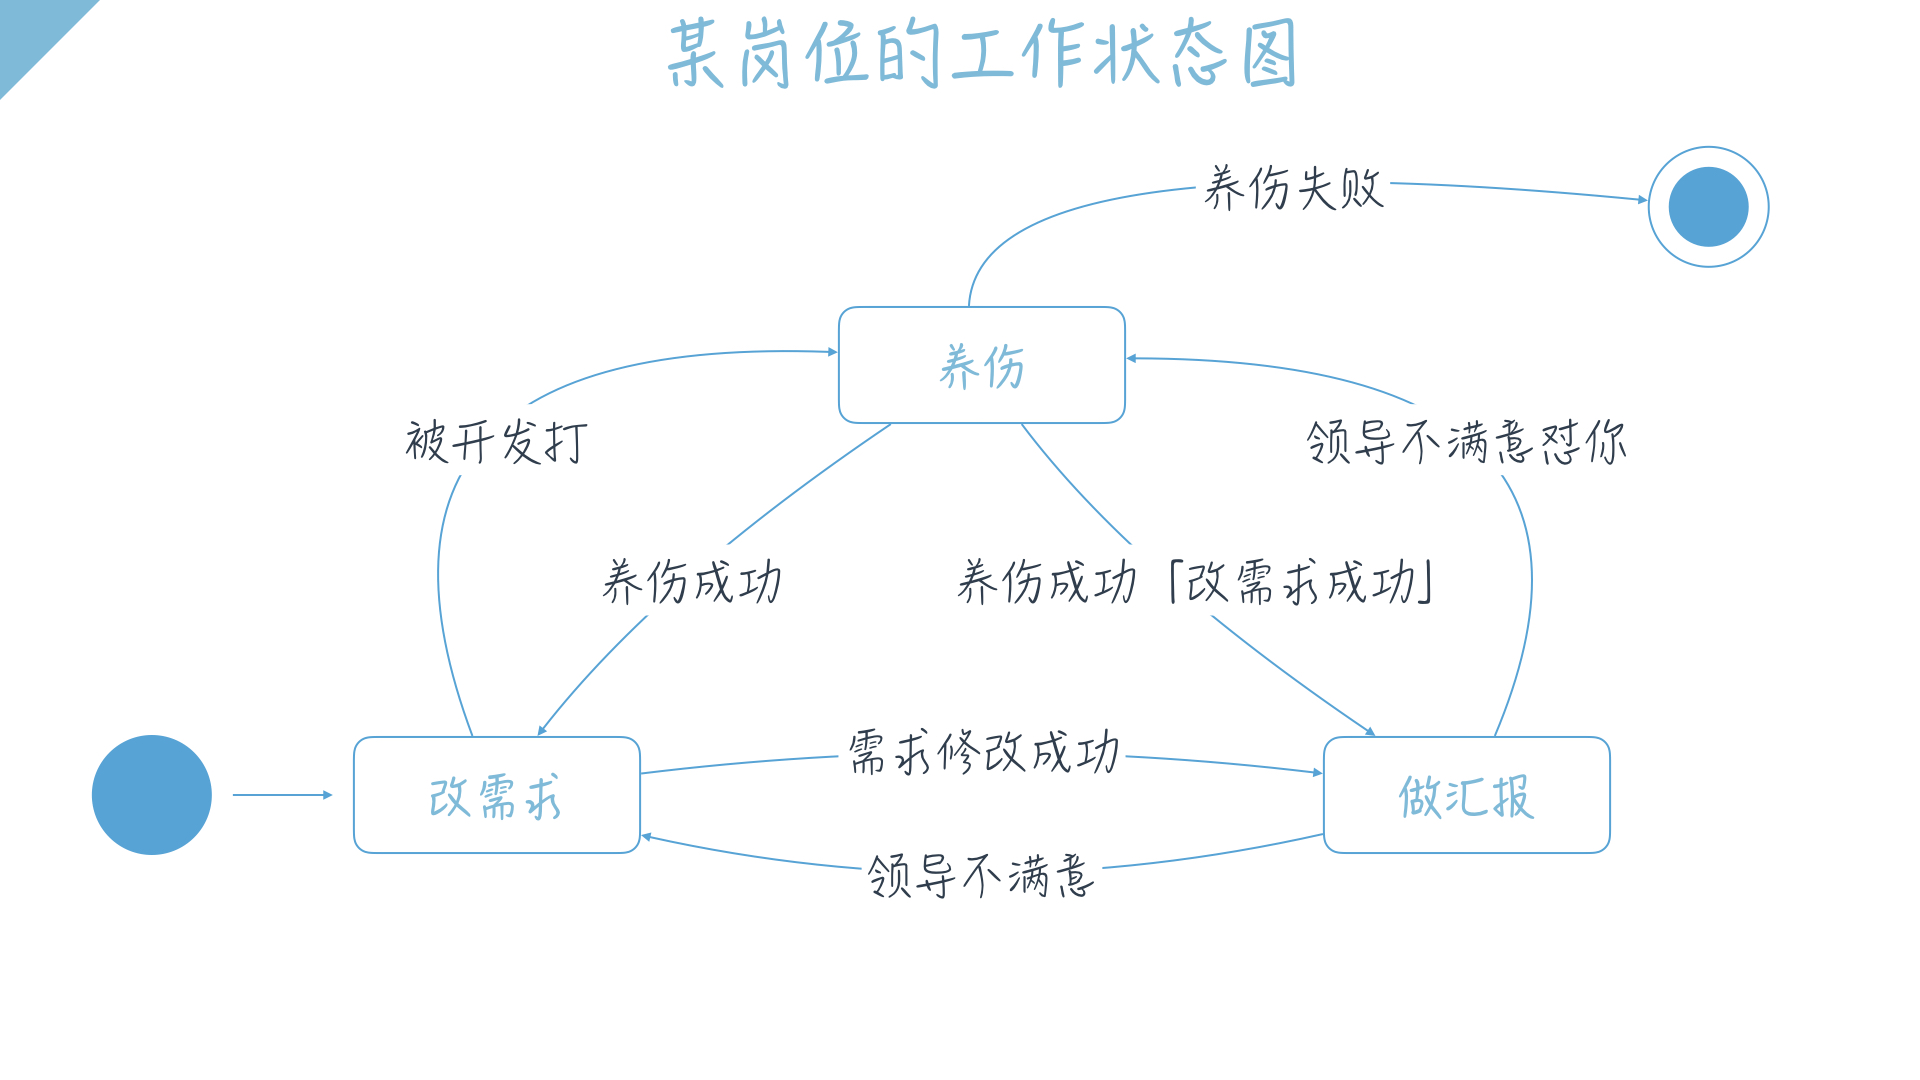 某岗位的工作状态图
养伤失败
养伤
被开发打
领导不满意怼你
养伤成功
养伤成功「改需求成功」
需求修改成功
改需求
做汇报
领导不满意